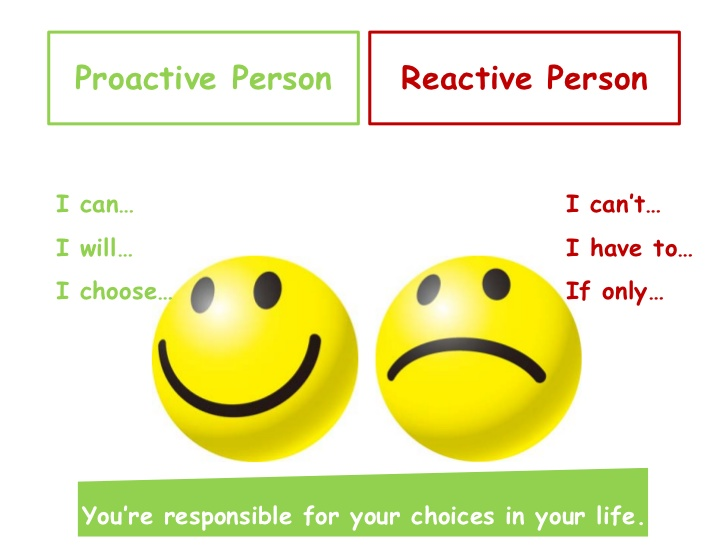 Proactive Person
Reactive Person
I can…
I will…
I choose…
I can’t…
I have to…
If only…
You’re responsible for your choices in your life.